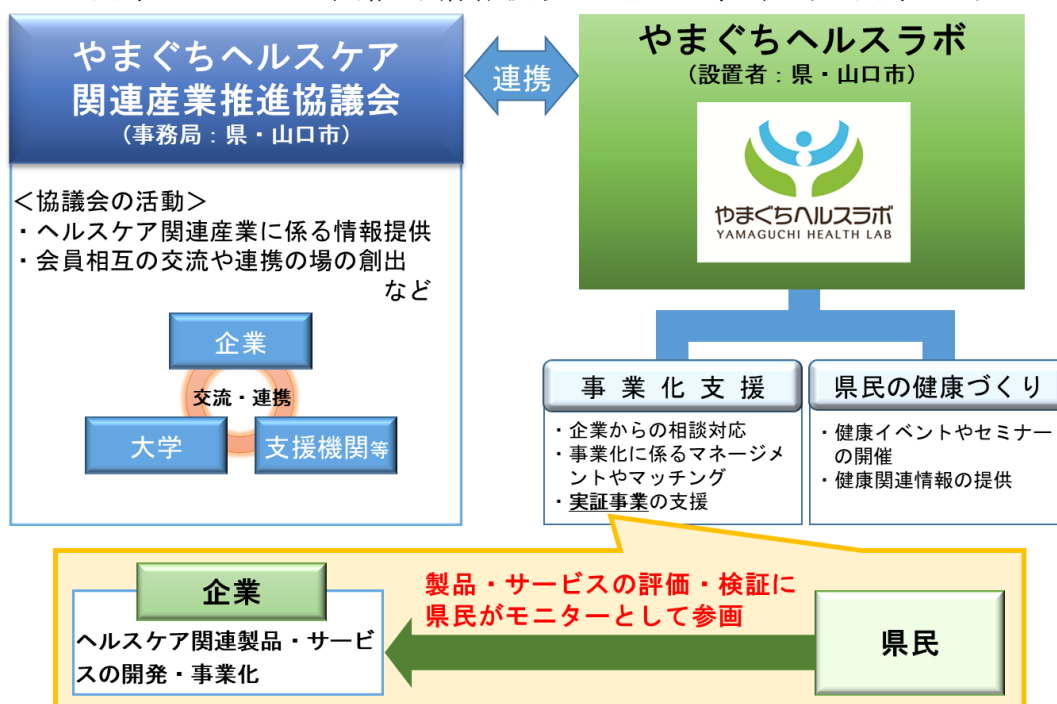 やまぐちヘルスケア
関連産業推進協議会
（事務局：県・山口市）
連携
やまぐちヘルスラボ
（設置者：県・山口市）
やまぐちヘルスラボ
YAMAGUCHI HEALTH LAB
＜協議会の活動＞
・ヘルスケア関連産業に係る情報提供
・会員相互の交流や連携の場の創出
など
企業
交流・連携
大学
支援機関等
事業化支援
・企業からの相談対応
・事業化に係るマネージメ
ントやマッチング
・実証事業の支援
県民の健康づくり
・健康イベントやセミナー
の開催
・健康関連情報の提供
企業
ヘルスケア関連製品・サービ
スの開発・事業化
製品・サービスの評価・検証に
県民がモニターとして参画
県民